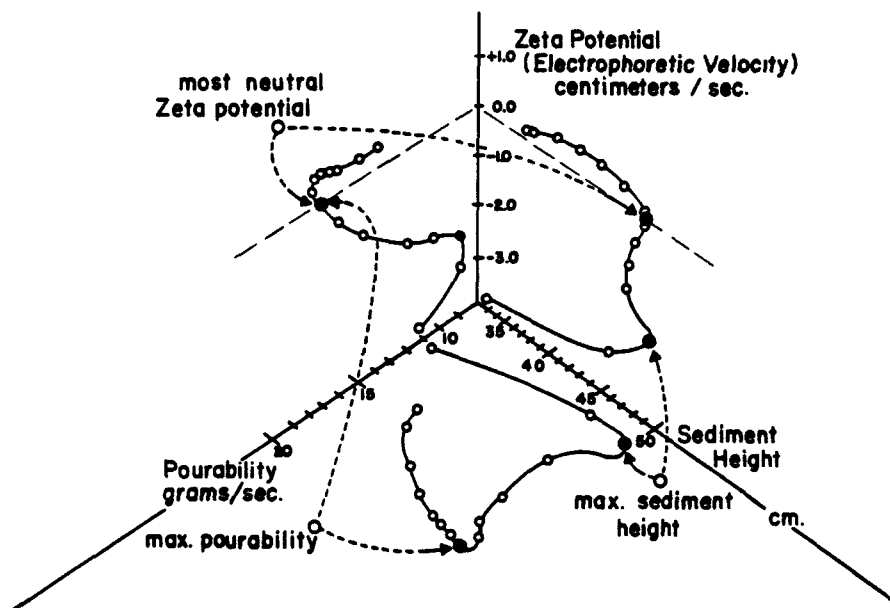 Zeta Potential
(Electrophoretic Velocity)
centimeters / sec.
most neutral
Zeta potential
+1.0
0.0
-1.0
-2.0
-3.0
10
15
20
35
40
45
50
Pourability
grams/sec.
Sediment
Height
cm.
max. pourability
max. sediment
height